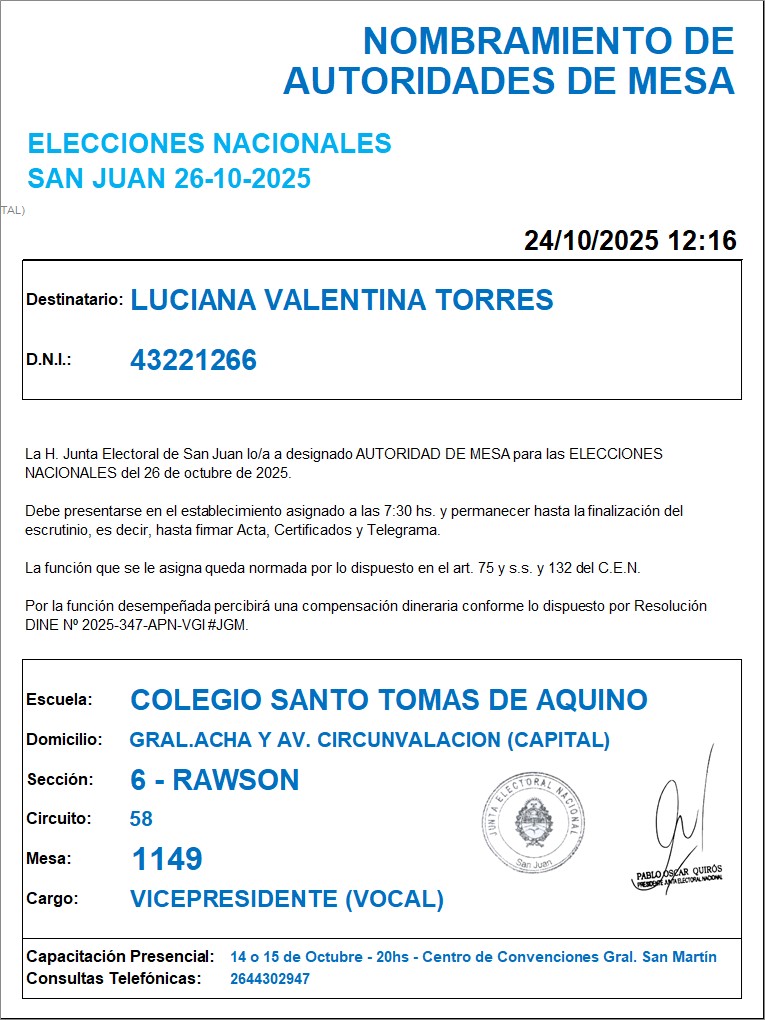 NOMBRAMIENTO DE
AUTORIDADES DE MESA
ELECCIONES NACIONALES
SAN JUAN 26-10-2025
TAL)
24/10/2025 12:16
Destinatario: LUCIANA VALENTINA TORRES
D.N.I.: 43221266
La H. Junta Electoral de San Juan lo/a a designado AUTORIDAD DE MESA para las ELECCIONES
NACIONALES del 26 de octubre de 2025.
Debe presentarse en el establecimiento asignado a las 7:30 hs. y permanecer hasta la finalización del
escrutinio, es decir, hasta firmar Acta, Certificados y Telegrama.
La función que se le asigna queda normada por lo dispuesto en el art. 75 y s.s. y 132 del C.E.N.
Por la función desempeñada percibirá una compensación dineraria conforme lo dispuesto por Resolución
DINE Nº 2025-347-APN-VGI#JGM.
Escuela: COLEGIO SANTO TOMAS DE AQUINO
Domicilio: GRAL.ACHA Y AV. CIRCUNVALACION (CAPITAL)
Sección: 6 - RAWSON
Circuito: 58
Mesa: 1149
Cargo: VICEPRESIDENTE (VOCAL)
JUNTA ELECTORAL NACIONAL
San Juan
PABLO OSCAR QUIRÓS
PRESIDENTE JUNTA ELECTORAL NACIONAL
Capacitación Presencial: 14 o 15 de Octubre - 20hs - Centro de Convenciones Gral. San Martín
Consultas Telefónicas: 2644302947